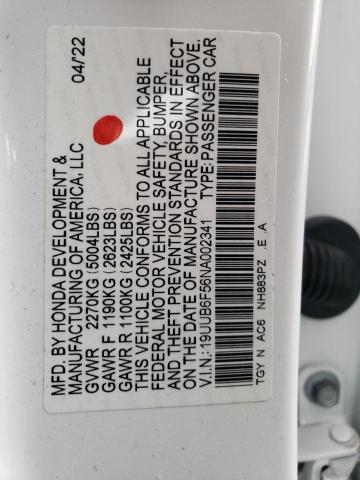 MFD. BY HONDA DEVELOPMENT & 04/22
MANUFACTURING OF AMERICA, LLC
GVWR 2270KG (5004LBS)
GAWR F 1190KG (2623LBS)
GAWR R 1100KG (2425LBS)
THIS VEHICLE CONFORMS TO ALL APPLICABLE
FEDERAL MOTOR VEHICLE SAFETY, BUMPER,
AND THEFT PREVENTION STANDARDS IN EFFECT
ON THE DATE OF MANUFACTURE SHOWN ABOVE.
V.I.N.: 19UUB6F56NA002341 TYPE: PASSENGER CAR
TGY N AC6 NH883PZ E .A